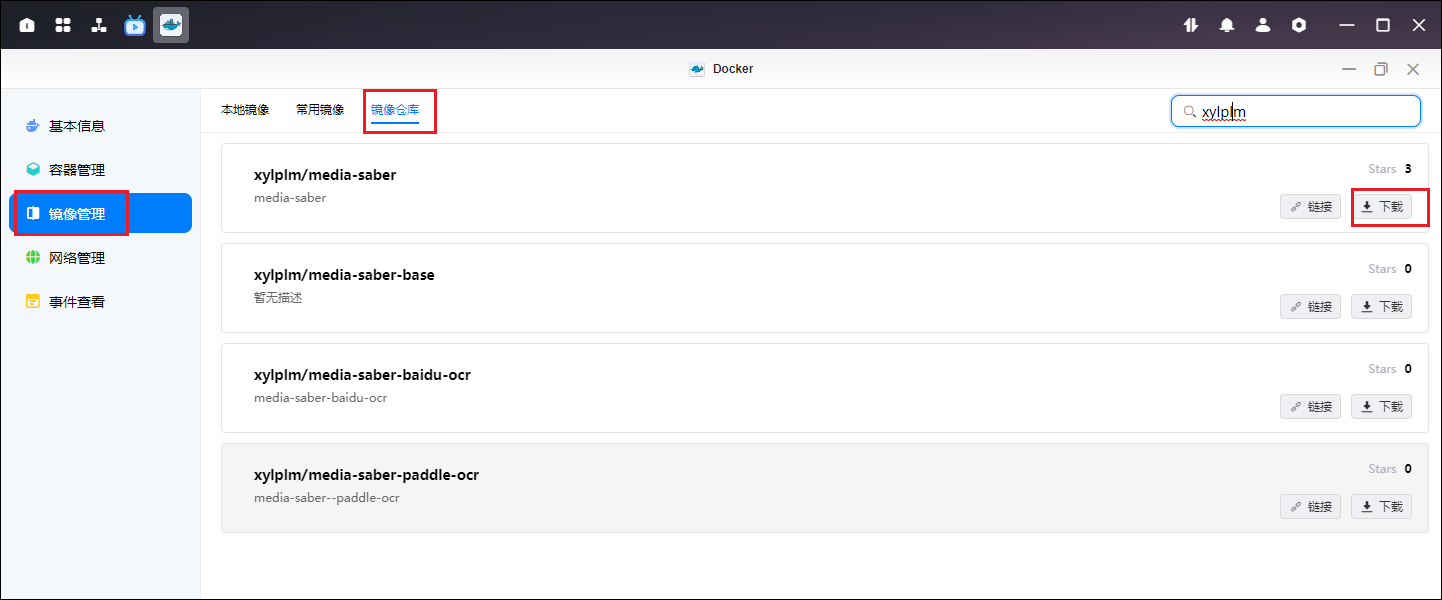 Docker
基本信息
容器管理
镜像管理
网络管理
事件查看
本地镜像 常用镜像 镜像仓库
xylplm
xylplm/media-saber
media-saber
Stars 3
链接 下载
xylplm/media-saber-base
暂无描述
Stars 0
链接 下载
xylplm/media-saber-baidu-ocr
media-saber-baidu-ocr
Stars 0
链接 下载
xylplm/media-saber-paddle-ocr
media-saber--paddle-ocr
Stars 0
链接 下载